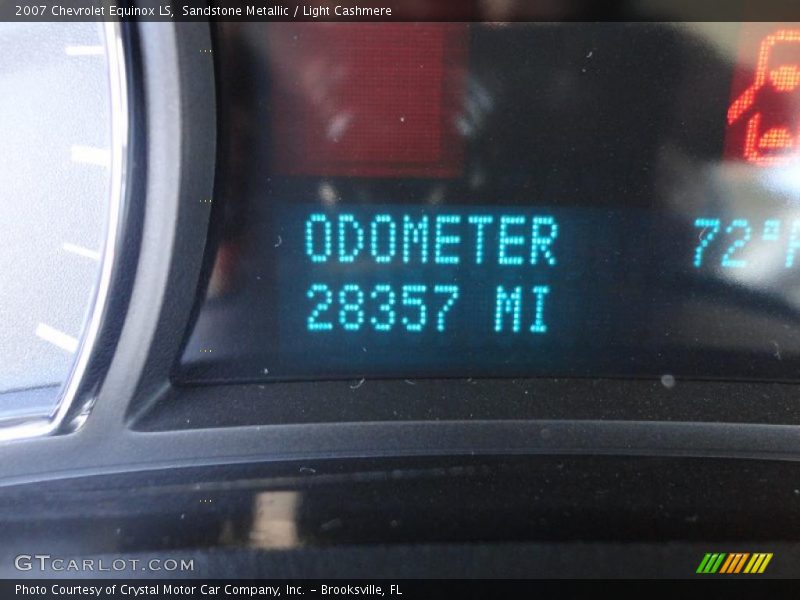 2007 Chevrolet Equinox LS, Sandstone Metallic / Light Cashmere
ODOMETER
72°F
28357 MI
GTCARLOT.COM
Photo Courtesy of Crystal Motor Car Company, Inc. – Brooksville, FL